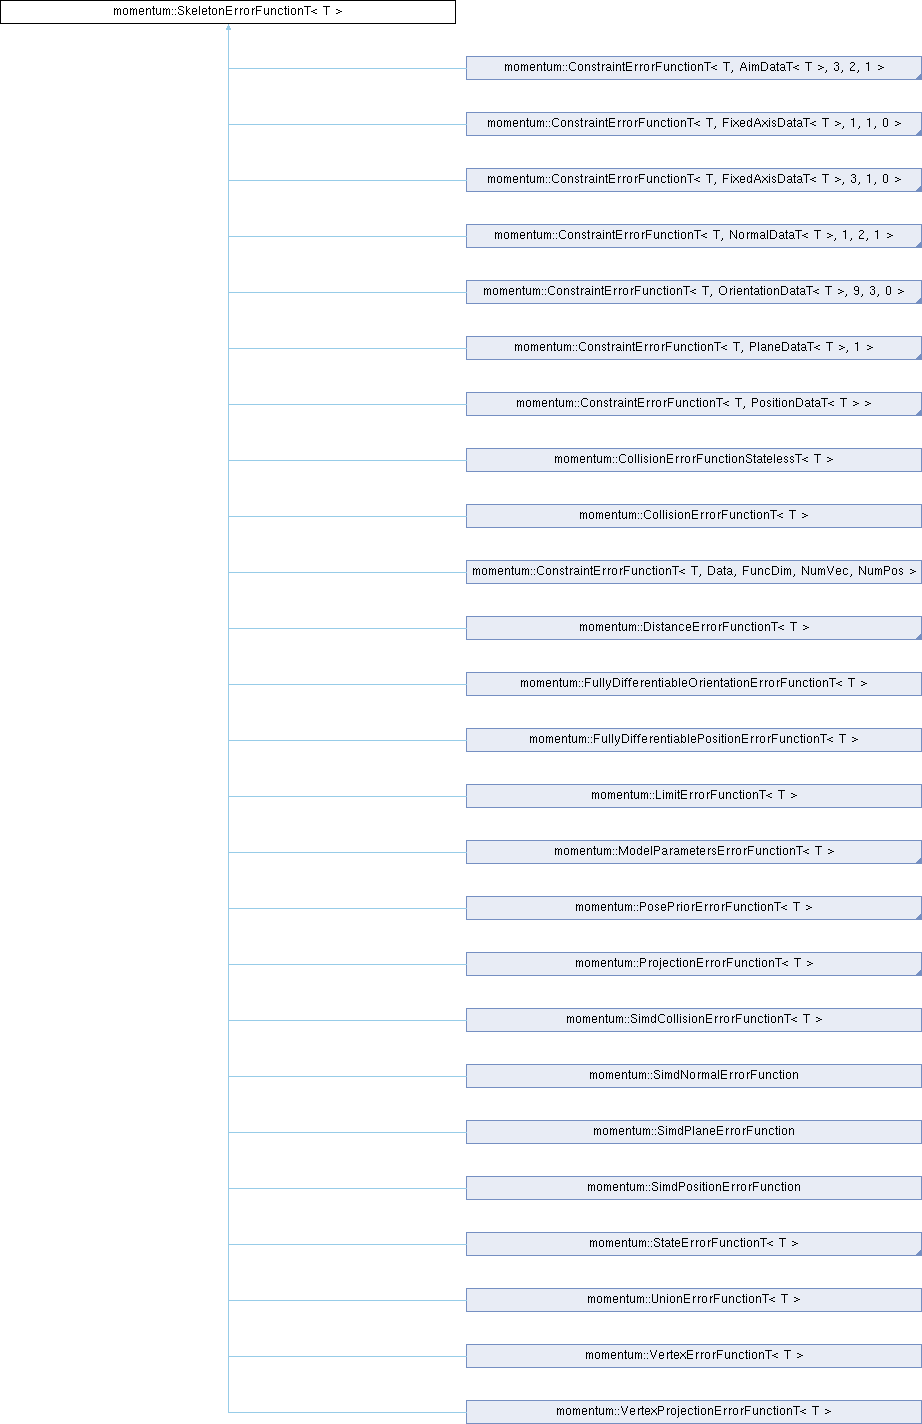 momentum::SkeletonErrorFunctionT< T >
momentum::ConstraintErrorFunctionT< T, AimDataT< T >, 3, 2, 1 >
momentum::ConstraintErrorFunctionT< T, FixedAxisDataT< T >, 1, 1, 0 >
momentum::ConstraintErrorFunctionT< T, FixedAxisDataT< T >, 3, 1, 0 >
momentum::ConstraintErrorFunctionT< T, NormalDataT< T >, 1, 2, 1 >
momentum::ConstraintErrorFunctionT< T, OrientationDataT< T >, 9, 3, 0 >
momentum::ConstraintErrorFunctionT< T, PlaneDataT< T >, 1 >
momentum::ConstraintErrorFunctionT< T, PositionDataT< T > >
momentum::CollisionErrorFunctionStatelessT< T >
momentum::CollisionErrorFunctionT< T >
momentum::ConstraintErrorFunctionT< T, Data, FuncDim, NumVec, NumPos >
momentum::DistanceErrorFunctionT< T >
momentum::FullyDifferentiableOrientationErrorFunctionT< T >
momentum::FullyDifferentiablePositionErrorFunctionT< T >
momentum::LimitErrorFunctionT< T >
momentum::ModelParametersErrorFunctionT< T >
momentum::PosePriorErrorFunctionT< T >
momentum::ProjectionErrorFunctionT< T >
momentum::SimdCollisionErrorFunctionT< T >
momentum::SimdNormalErrorFunction
momentum::SimdPlaneErrorFunction
momentum::SimdPositionErrorFunction
momentum::StateErrorFunctionT< T >
momentum::UnionErrorFunctionT< T >
momentum::VertexErrorFunctionT< T >
momentum::VertexProjectionErrorFunctionT< T >